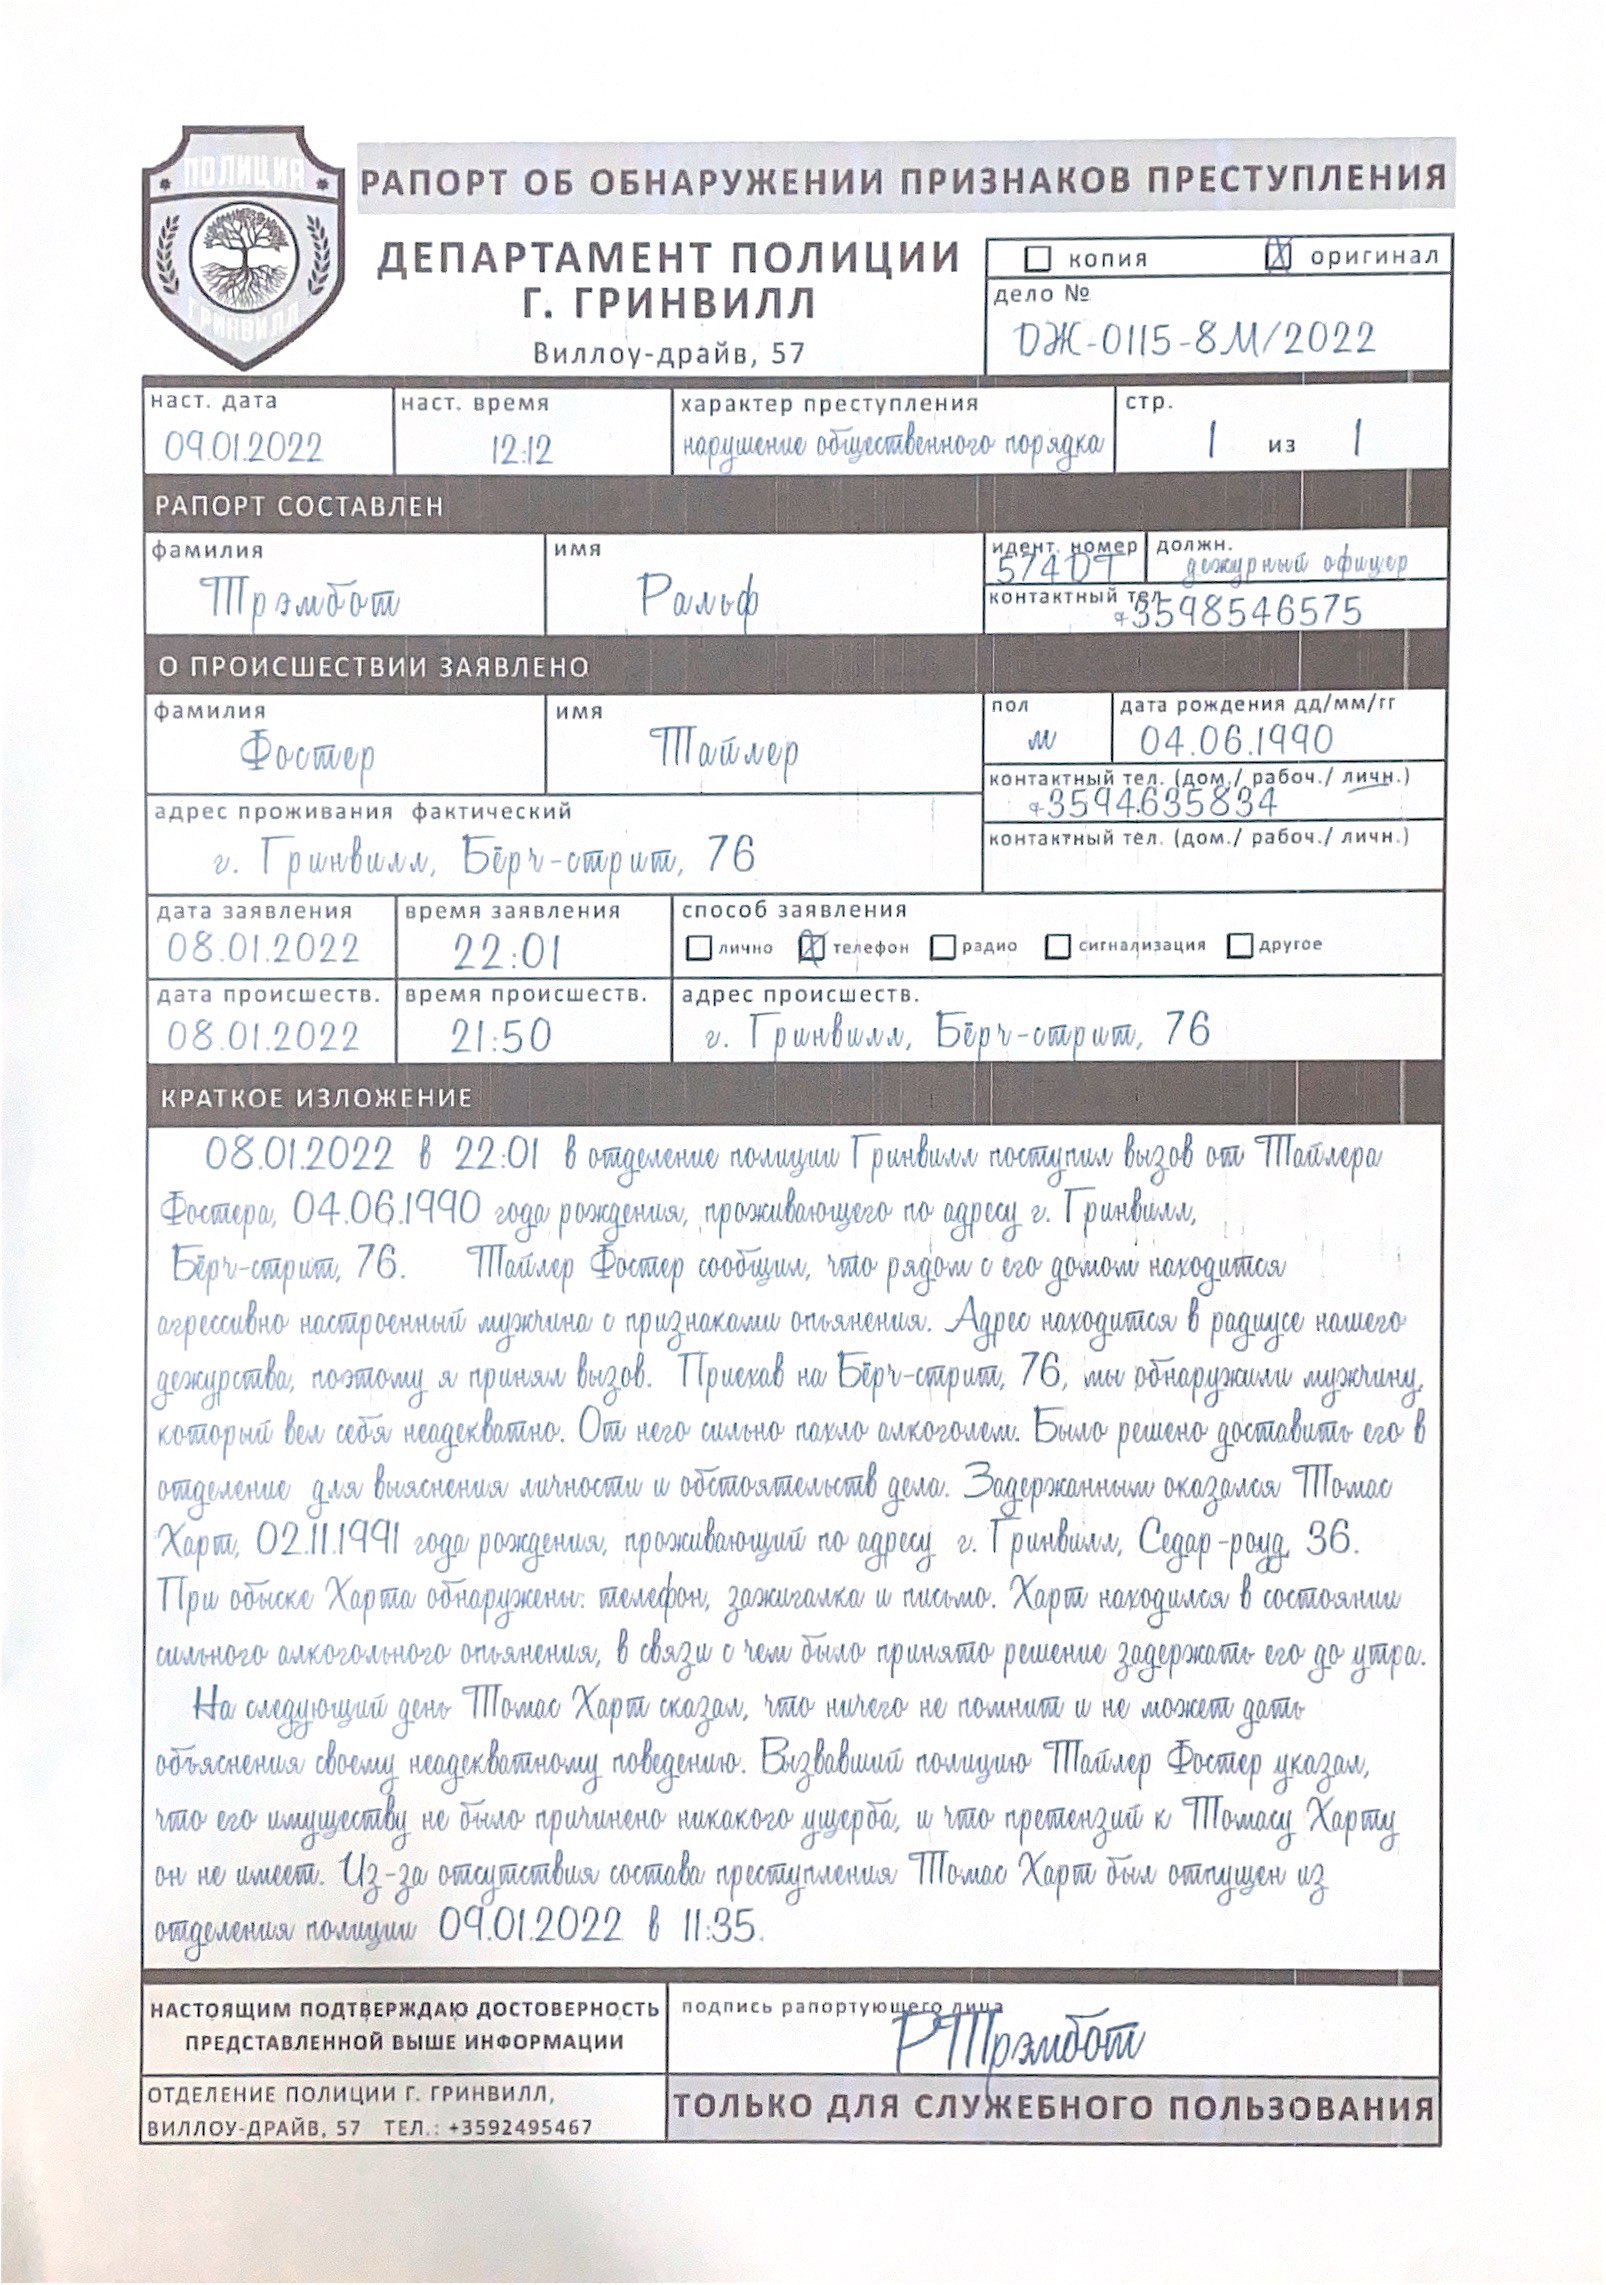 ПОЛИЦИЯ
ГРИНВИЛЛ
РАПОРТ ОБ ОБНАРУЖЕНИИ ПРИЗНАКОВ ПРЕСТУПЛЕНИЯ
ДЕПАРТАМЕНТ ПОЛИЦИИ
Г. ГРИНВИЛЛ
Виллоу-драйв, 57
копия оригинал
дело №
ДЖ-0115-8М/2022
наст. дата наст. время характер преступления стр.
09.01.2022 12:12 нарушение общественного порядка 1 из 1
РАПОРТ СОСТАВЛЕН
фамилия имя идент. номер должн.
Трэмбот Ральф 574DT дежурный офицер
контактный тел.
+3598546575
О ПРОИСШЕСТВИИ ЗАЯВЛЕНО
фамилия имя пол дата рождения дд/мм/гг
Фостер Тайлер м 04.06.1990
контактный тел. (дом./ рабоч./ личн.)
+3594635834
адрес проживания фактический
г. Гринвилл, Бёрч-стрит, 76
контактный тел. (дом./ рабоч./ личн.)
дата заявления время заявления способ заявления
08.01.2022 22:01 лично телефон радио сигнализация другое
дата происшеств. время происшеств. адрес происшеств.
08.01.2022 21:50 г. Гринвилл, Бёрч-стрит, 76
КРАТКОЕ ИЗЛОЖЕНИЕ
08.01.2022 в 22:01 в отделение полиции Гринвилл поступил вызов от Тайлера
Фостера, 04.06.1990 года рождения, проживающего по адресу г. Гринвилл,
Бёрч-стрит, 76. Тайлер Фостер сообщил, что рядом с его домом находится
агрессивно настроенный мужчина с признаками опьянения. Адрес находится в радиусе нашего
дежурства, поэтому я принял вызов. Приехав на Бёрч-стрит, 76, мы обнаружили мужчину,
который вел себя неадекватно. От него сильно пахло алкоголем. Было решено доставить его в
отделение для выяснения личности и обстоятельств дела. Задержанным оказался Томас
Харт, 02.11.1991 года рождения, проживающий по адресу г. Гринвилл, Седар-роуд, 36.
При обыске Харта обнаружены: телефон, зажигалка и письмо. Харт находился в состоянии
сильного алкогольного опьянения, в связи с чем было принято решение задержать его до утра.
На следующий день Томас Харт сказал, что ничего не помнит и не может дать
объяснения своему неадекватному поведению. Вызвавший полицию Тайлер Фостер указал,
что его имуществу не было причинено никакого ущерба, и что претензий к Томасу Харту
он не имеет. Из-за отсутствия состава преступления Томас Харт был отпущен из
отделения полиции 09.01.2022 в 11:35.
НАСТОЯЩИМ ПОДТВЕРЖДАЮ ДОСТОВЕРНОСТЬ
ПРЕДСТАВЛЕННОЙ ВЫШЕ ИНФОРМАЦИИ
подпись рапортующего лица
РТрэмбот
ОТДЕЛЕНИЕ ПОЛИЦИИ Г. ГРИНВИЛЛ,
ВИЛЛОУ-ДРАЙВ, 57 ТЕЛ.: +3592495467
ТОЛЬКО ДЛЯ СЛУЖЕБНОГО ПОЛЬЗОВАНИЯ